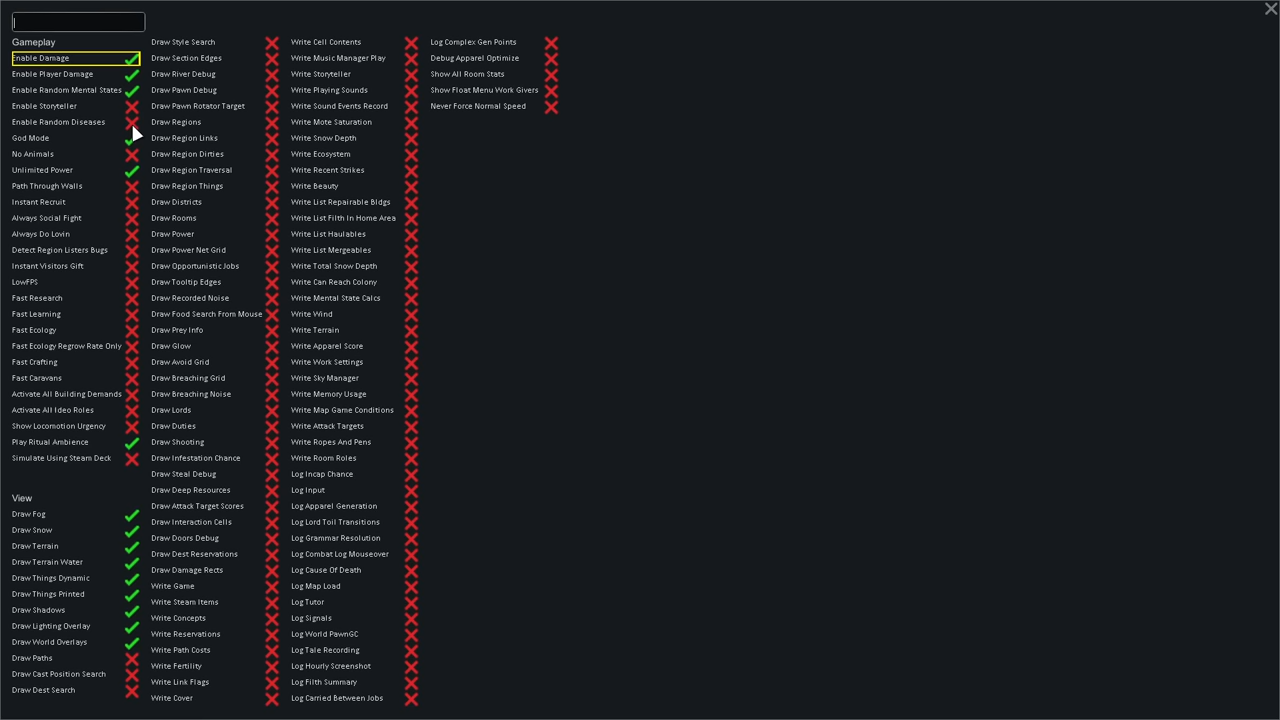 Gameplay
Enable Damage
Enable Player Damage
Enable Random Mental States
Enable Storyteller
Enable Random Diseases
God Mode
No Animals
Unlimited Power
Path Through Walls
Instant Recruit
Always Social Fight
Always Do Lovin
Detect Region Listers Bugs
Instant Visitors Gift
LowFPS
Fast Research
Fast Learning
Fast Ecology
Fast Ecology Regrow Rate Only
Fast Crafting
Fast Caravans
Activate All Building Demands
Activate All Ideo Roles
Show Locomotion Urgency
Play Ritual Ambience
Simulate Using Steam Deck
View
Draw Fog
Draw Snow
Draw Terrain
Draw Terrain Water
Draw Things Dynamic
Draw Things Printed
Draw Shadows
Draw Lighting Overlay
Draw World Overlays
Draw Paths
Draw Cast Position Search
Draw Dest Search
Draw Style Search
Draw Section Edges
Draw River Debug
Draw Pawn Debug
Draw Pawn Rotator Target
Draw Regions
Draw Region Links
Draw Region Dirties
Draw Region Traversal
Draw Region Things
Draw Districts
Draw Rooms
Draw Power
Draw Power Net Grid
Draw Opportunistic Jobs
Draw Tooltip Edges
Draw Recorded Noise
Draw Food Search From Mouse
Draw Prey Info
Draw Glow
Draw Avoid Grid
Draw Breaching Grid
Draw Breaching Noise
Draw Lords
Draw Duties
Draw Shooting
Draw Infestation Chance
Draw Steal Debug
Draw Deep Resources
Draw Attack Target Scores
Draw Interaction Cells
Draw Doors Debug
Draw Dest Reservations
Draw Damage Rects
Write Game
Write Steam Items
Write Concepts
Write Reservations
Write Path Costs
Write Fertility
Write Link Flags
Write Cover
Write Cell Contents
Write Music Manager Play
Write Storyteller
Write Playing Sounds
Write Sound Events Record
Write Mote Saturation
Write Snow Depth
Write Ecosystem
Write Recent Strikes
Write Beauty
Write List Repairable Bldgs
Write List Filth In Home Area
Write List Haulables
Write List Mergeables
Write Total Snow Depth
Write Can Reach Colony
Write Mental State Calcs
Write Wind
Write Terrain
Write Apparel Score
Write Work Settings
Write Sky Manager
Write Memory Usage
Write Map Game Conditions
Write Attack Targets
Write Ropes And Pens
Write Room Roles
Log Incap Chance
Log Input
Log Apparel Generation
Log Lord Toil Transitions
Log Grammar Resolution
Log Combat Log Mouseover
Log Cause Of Death
Log Map Load
Log Tutor
Log Signals
Log World PawnGC
Log Tale Recording
Log Hourly Screenshot
Log Filth Summary
Log Carried Between Jobs
Log Complex Gen Points
Debug Apparel Optimize
Show All Room Stats
Show Float Menu Work Givers
Never Force Normal Speed